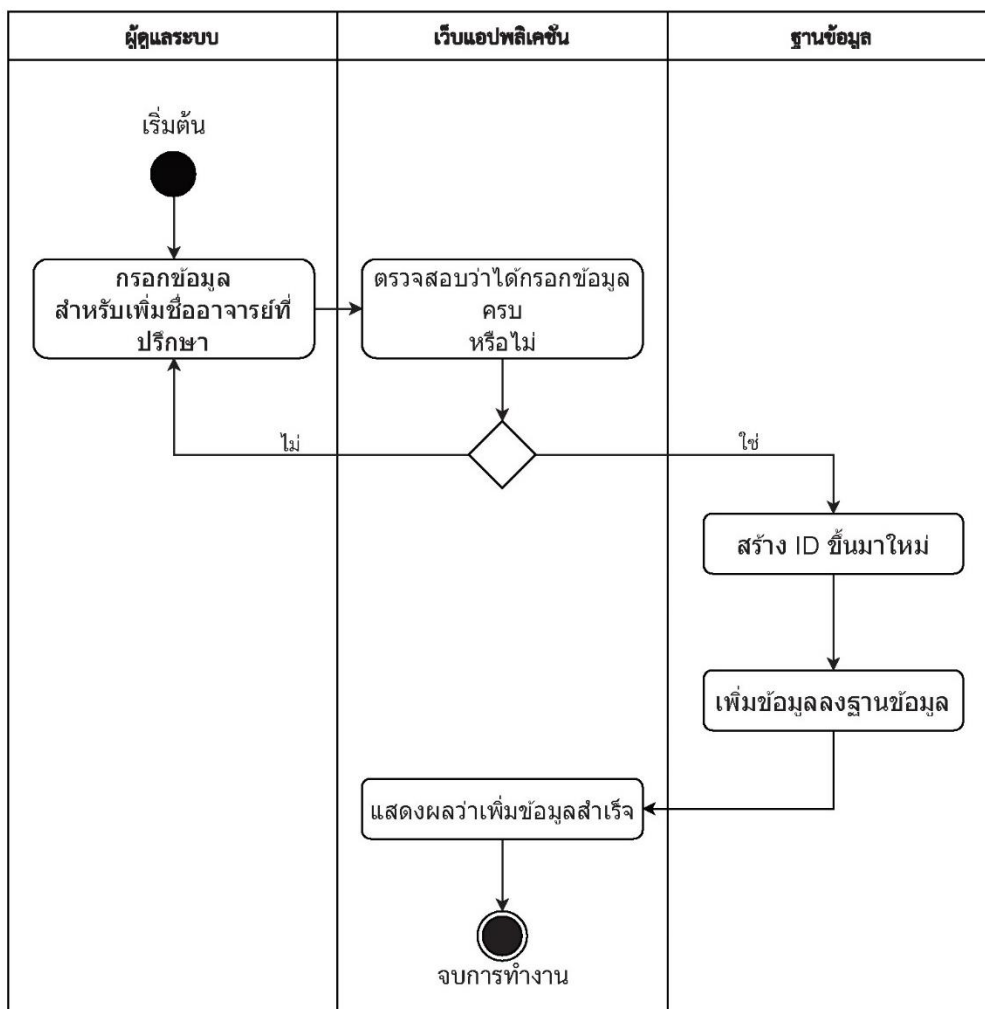 ผู้ดูแลระบบ
เว็บแอปพลิเคชั่น
ฐานข้อมูล
เริ่มต้น
กรอกข้อมูล
สำหรับเพิ่มชื่ออาจารย์ที่
ปรึกษา
ตรวจสอบว่าได้กรอกข้อมูล
ครบ
หรือไม่
ไม่
ใช่
สร้าง ID ขึ้นมาใหม่
เพิ่มข้อมูลลงฐานข้อมูล
แสดงผลว่าเพิ่มข้อมูลสำเร็จ
จบการทำงาน